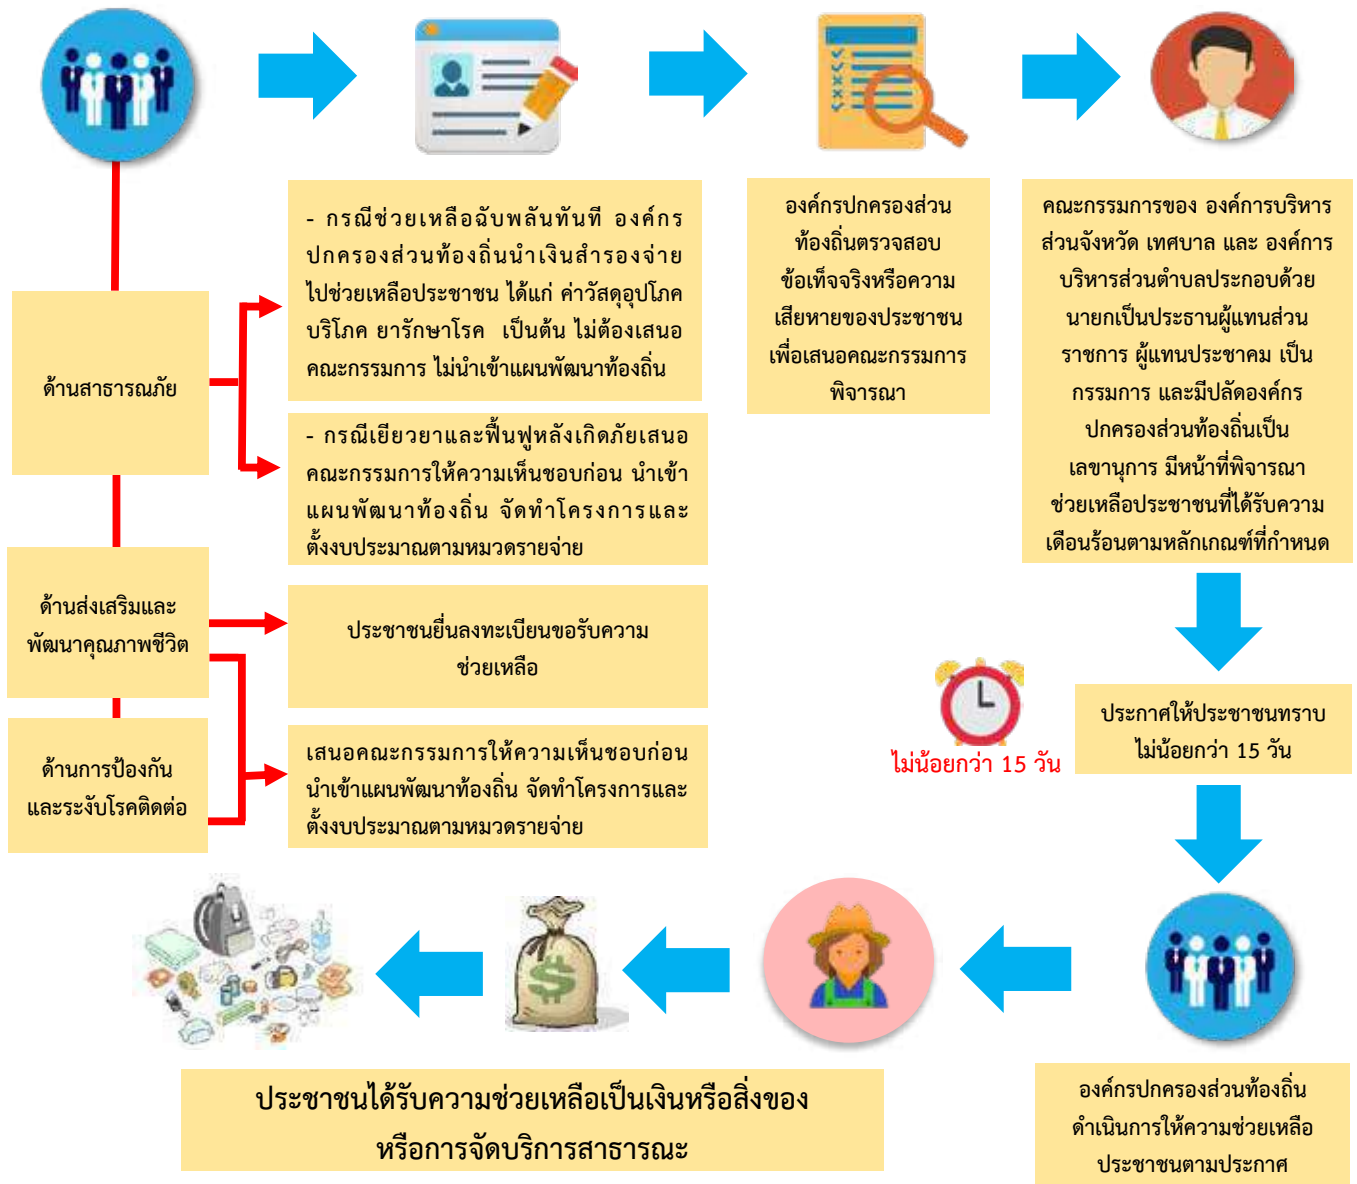 ด้านสาธารณภัย
- กรณีช่วยเหลือฉับพลันทันที องค์กร
ปกครองส่วนท้องถิ่นนำเงินสำรองจ่าย
ไปช่วยเหลือประชาชน ได้แก่ ค่าวัสดุอุปโภค
บริโภค ยารักษาโรค เป็นต้น ไม่ต้องเสนอ
คณะกรรมการ ไม่นำเข้าแผนพัฒนาท้องถิ่น
- กรณีเยียวยาและฟื้นฟูหลังเกิดภัยเสนอ
คณะกรรมการให้ความเห็นชอบก่อน นำเข้า
แผนพัฒนาท้องถิ่น จัดทำโครงการและ
ตั้งงบประมาณตามหมวดรายจ่าย
ด้านส่งเสริมและ
พัฒนาคุณภาพชีวิต
ประชาชนยื่นลงทะเบียนขอรับความ
ช่วยเหลือ
ด้านการป้องกัน
และระงับโรคติดต่อ
เสนอคณะกรรมการให้ความเห็นชอบก่อน
นำเข้าแผนพัฒนาท้องถิ่น จัดทำโครงการและ
ตั้งงบประมาณตามหมวดรายจ่าย
องค์กรปกครองส่วน
ท้องถิ่นตรวจสอบ
ข้อเท็จจริงหรือความ
เสียหายของประชาชน
เพื่อเสนอคณะกรรมการ
พิจารณา
คณะกรรมการของ องค์การบริหาร
ส่วนจังหวัด เทศบาล และ องค์การ
บริหารส่วนตำบลประกอบด้วย
นายกเป็นประธานผู้แทนส่วน
ราชการ ผู้แทนประชาคม เป็น
กรรมการ และมีปลัดองค์กร
ปกครองส่วนท้องถิ่นเป็น
เลขานุการ มีหน้าที่พิจารณา
ช่วยเหลือประชาชนที่ได้รับความ
เดือนร้อนตามหลักเกณฑ์ที่กำหนด
ไม่น้อยกว่า 15 วัน
ประกาศให้ประชาชนทราบ
ไม่น้อยกว่า 15 วัน
องค์กรปกครองส่วนท้องถิ่น
ดำเนินการให้ความช่วยเหลือ
ประชาชนตามประกาศ
ประชาชนได้รับความช่วยเหลือเป็นเงินหรือสิ่งของ
หรือการจัดบริการสาธารณะ